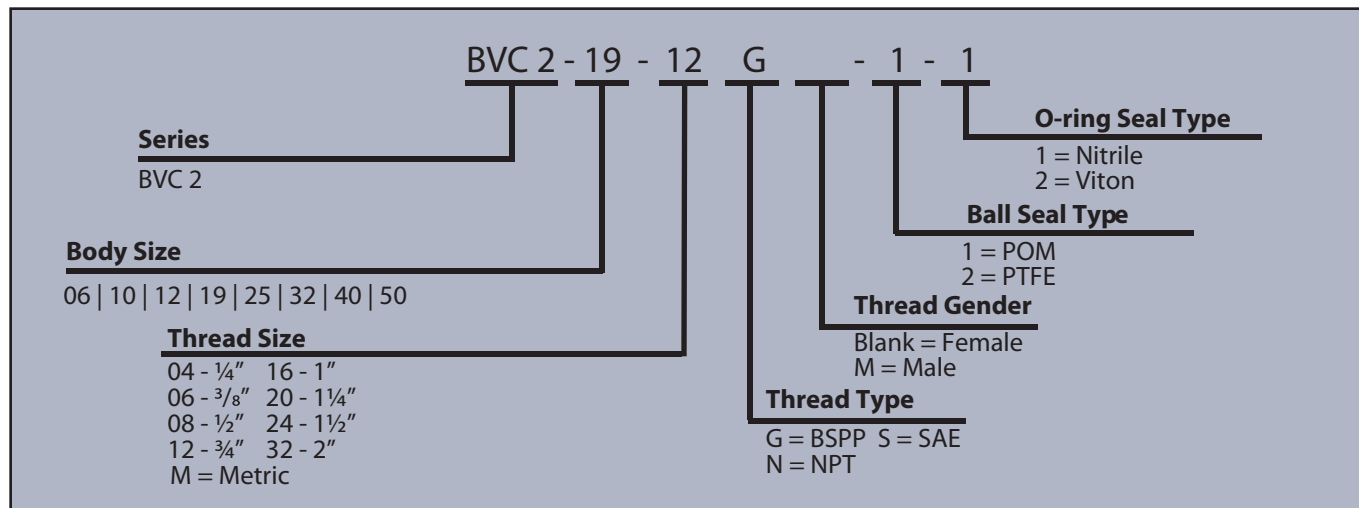 BVC 2 - 19 - 12 G - 1 - 1
O-ring Seal Type
1 = Nitrile
2 = Viton
Series
BVC 2
Ball Seal Type
1 = POM
2 = PTFE
Body Size
06 | 10 | 12 | 19 | 25 | 32 | 40 | 50
Thread Gender
Blank = Female
M = Male
Thread Size
04 - ¼” 16 - 1”
06 - ³/₈” 20 - 1¼”
08 - ½” 24 - 1½”
12 - ¾” 32 - 2”
M = Metric
Thread Type
G = BSPP S = SAE
N = NPT